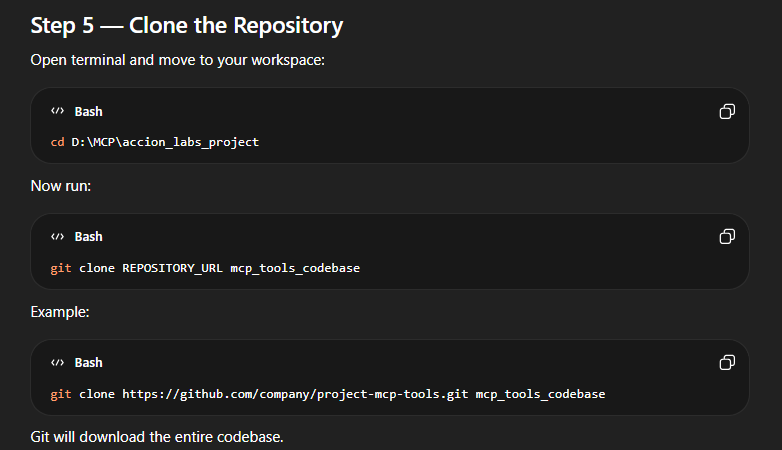 Step 5 — Clone the Repository
Open terminal and move to your workspace:
</> Bash
cd D:\MCP\accion_labs_project
Now run:
</> Bash
git clone REPOSITORY_URL mcp_tools_codebase
Example:
</> Bash
git clone https://github.com/company/project-mcp-tools.git mcp_tools_codebase
Git will download the entire codebase.